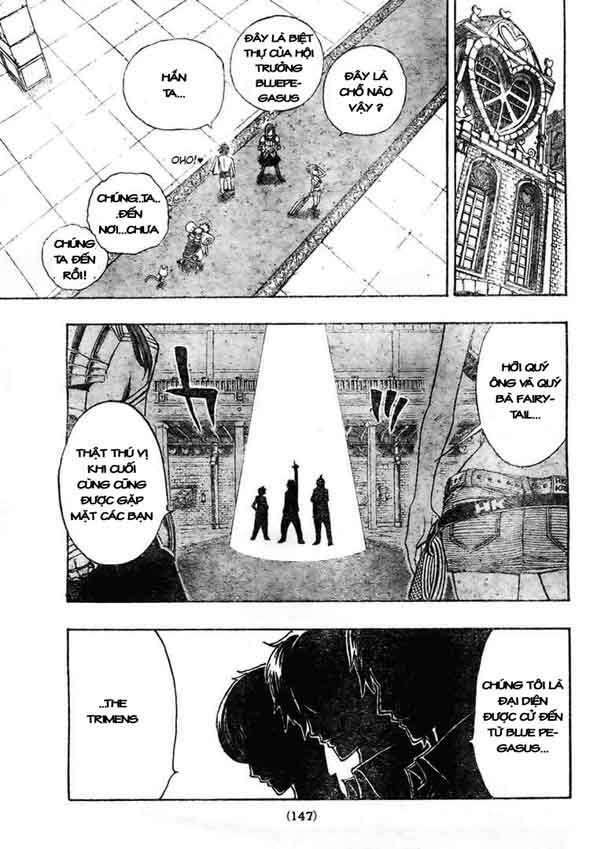 ĐÂY LÀ
CHỖ NÀO
VẬY ?
ĐÂY LÀ BIỆT
THỰ CỦA HỘI
TRƯỞNG
BLUEPE-
GASUS
HẮN
TA...
OHO!♥
CHÚNG TA..
..ĐẾN
NƠI...CHƯA
CHÚNG
TA ĐẾN
RỒI!
HỠI QUÝ
ÔNG VÀ QUÝ
BÀ FAIRY-
TAIL...
THẬT THÚ VỊ
KHI CUỐI
CÙNG CŨNG
ĐƯỢC GẶP
MẶT CÁC BẠN
CHÚNG TÔI LÀ
ĐẠI DIỆN
ĐƯỢC CỬ ĐẾN
TỪ BLUE PE-
GASUS...
...THE
TRIMENS
(147)